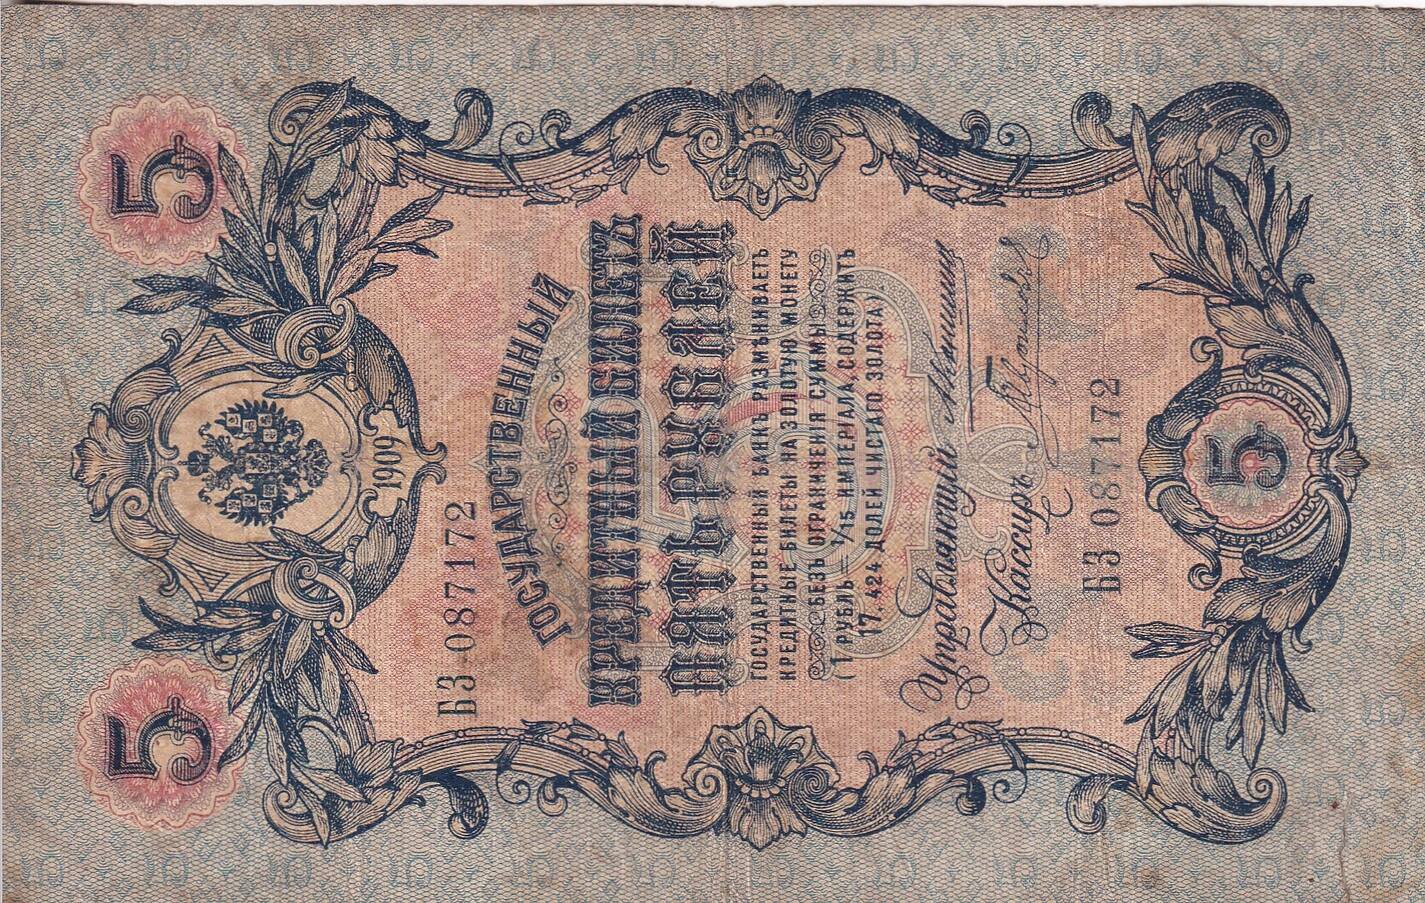 5
5
1909
БЗ 087172
ГОСУДАРСТВЕННЫЙ
КРЕДИТНЫЙ БИЛЕТЪ
ПЯТЬ РУБЛЕЙ
ГОСУДАРСТВЕННЫЙ БАНКЪ РАЗМѢНИВАЕТЪ
КРЕДИТНЫЕ БИЛЕТЫ НА ЗОЛОТУЮ МОНЕТУ
БЕЗЪ ОГРАНИЧЕНІЯ СУММЫ
(1 РУБЛЬ = 1/15 ИМПЕРІАЛА, СОДЕРЖИТЪ
17.424 ДОЛЕЙ ЧИСТАГО ЗОЛОТА)
Управляющій
Кассиръ
БЗ 087172
5